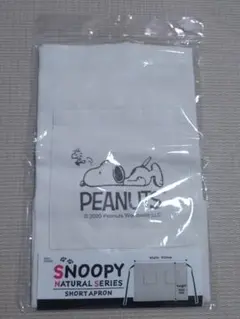 PEANUTS
© 2020 Peanuts Worldwide LLC
SNOOPY
NATURAL SERIES
SHORT APRON